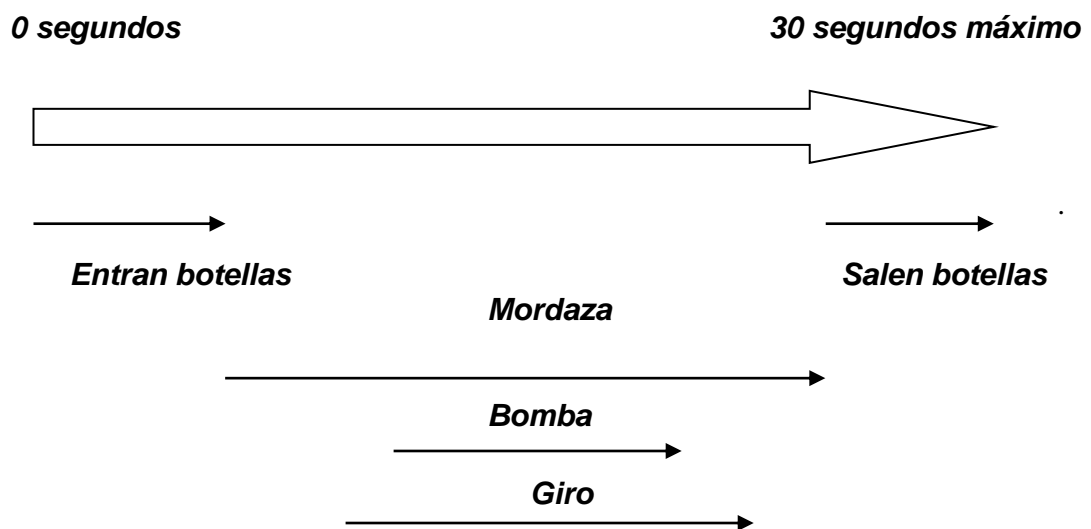 0 segundos
30 segundos máximo
.
Entran botellas
Salen botellas
Mordaza
Bomba
Giro